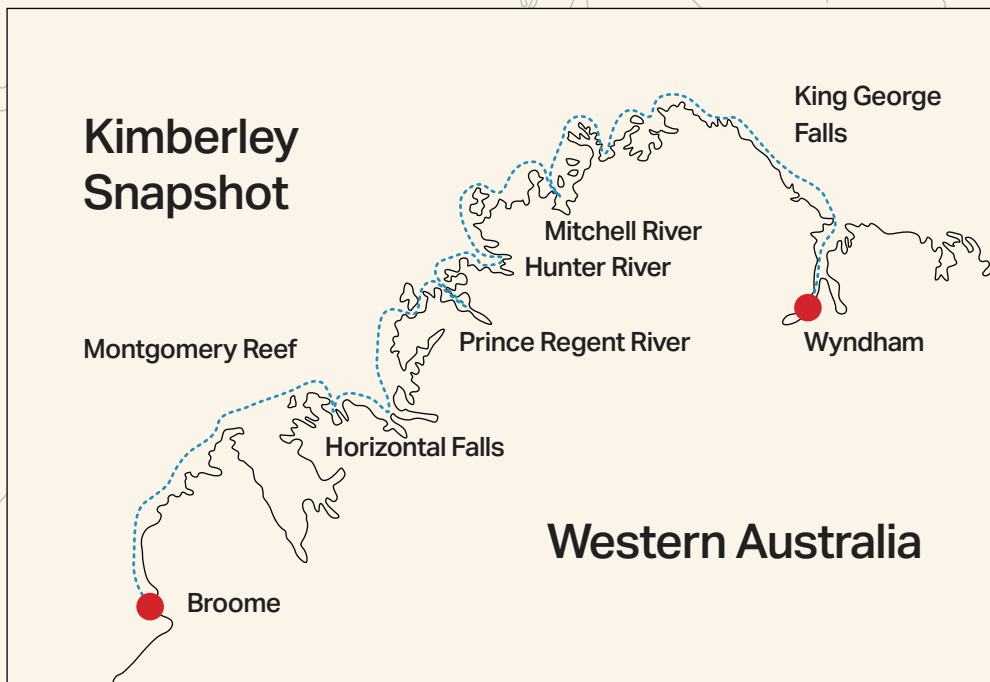 King George
Falls
Kimberley
Snapshot
Mitchell River
Hunter River
Prince Regent River
Wyndham
Montgomery Reef
Horizontal Falls
Western Australia
Broome